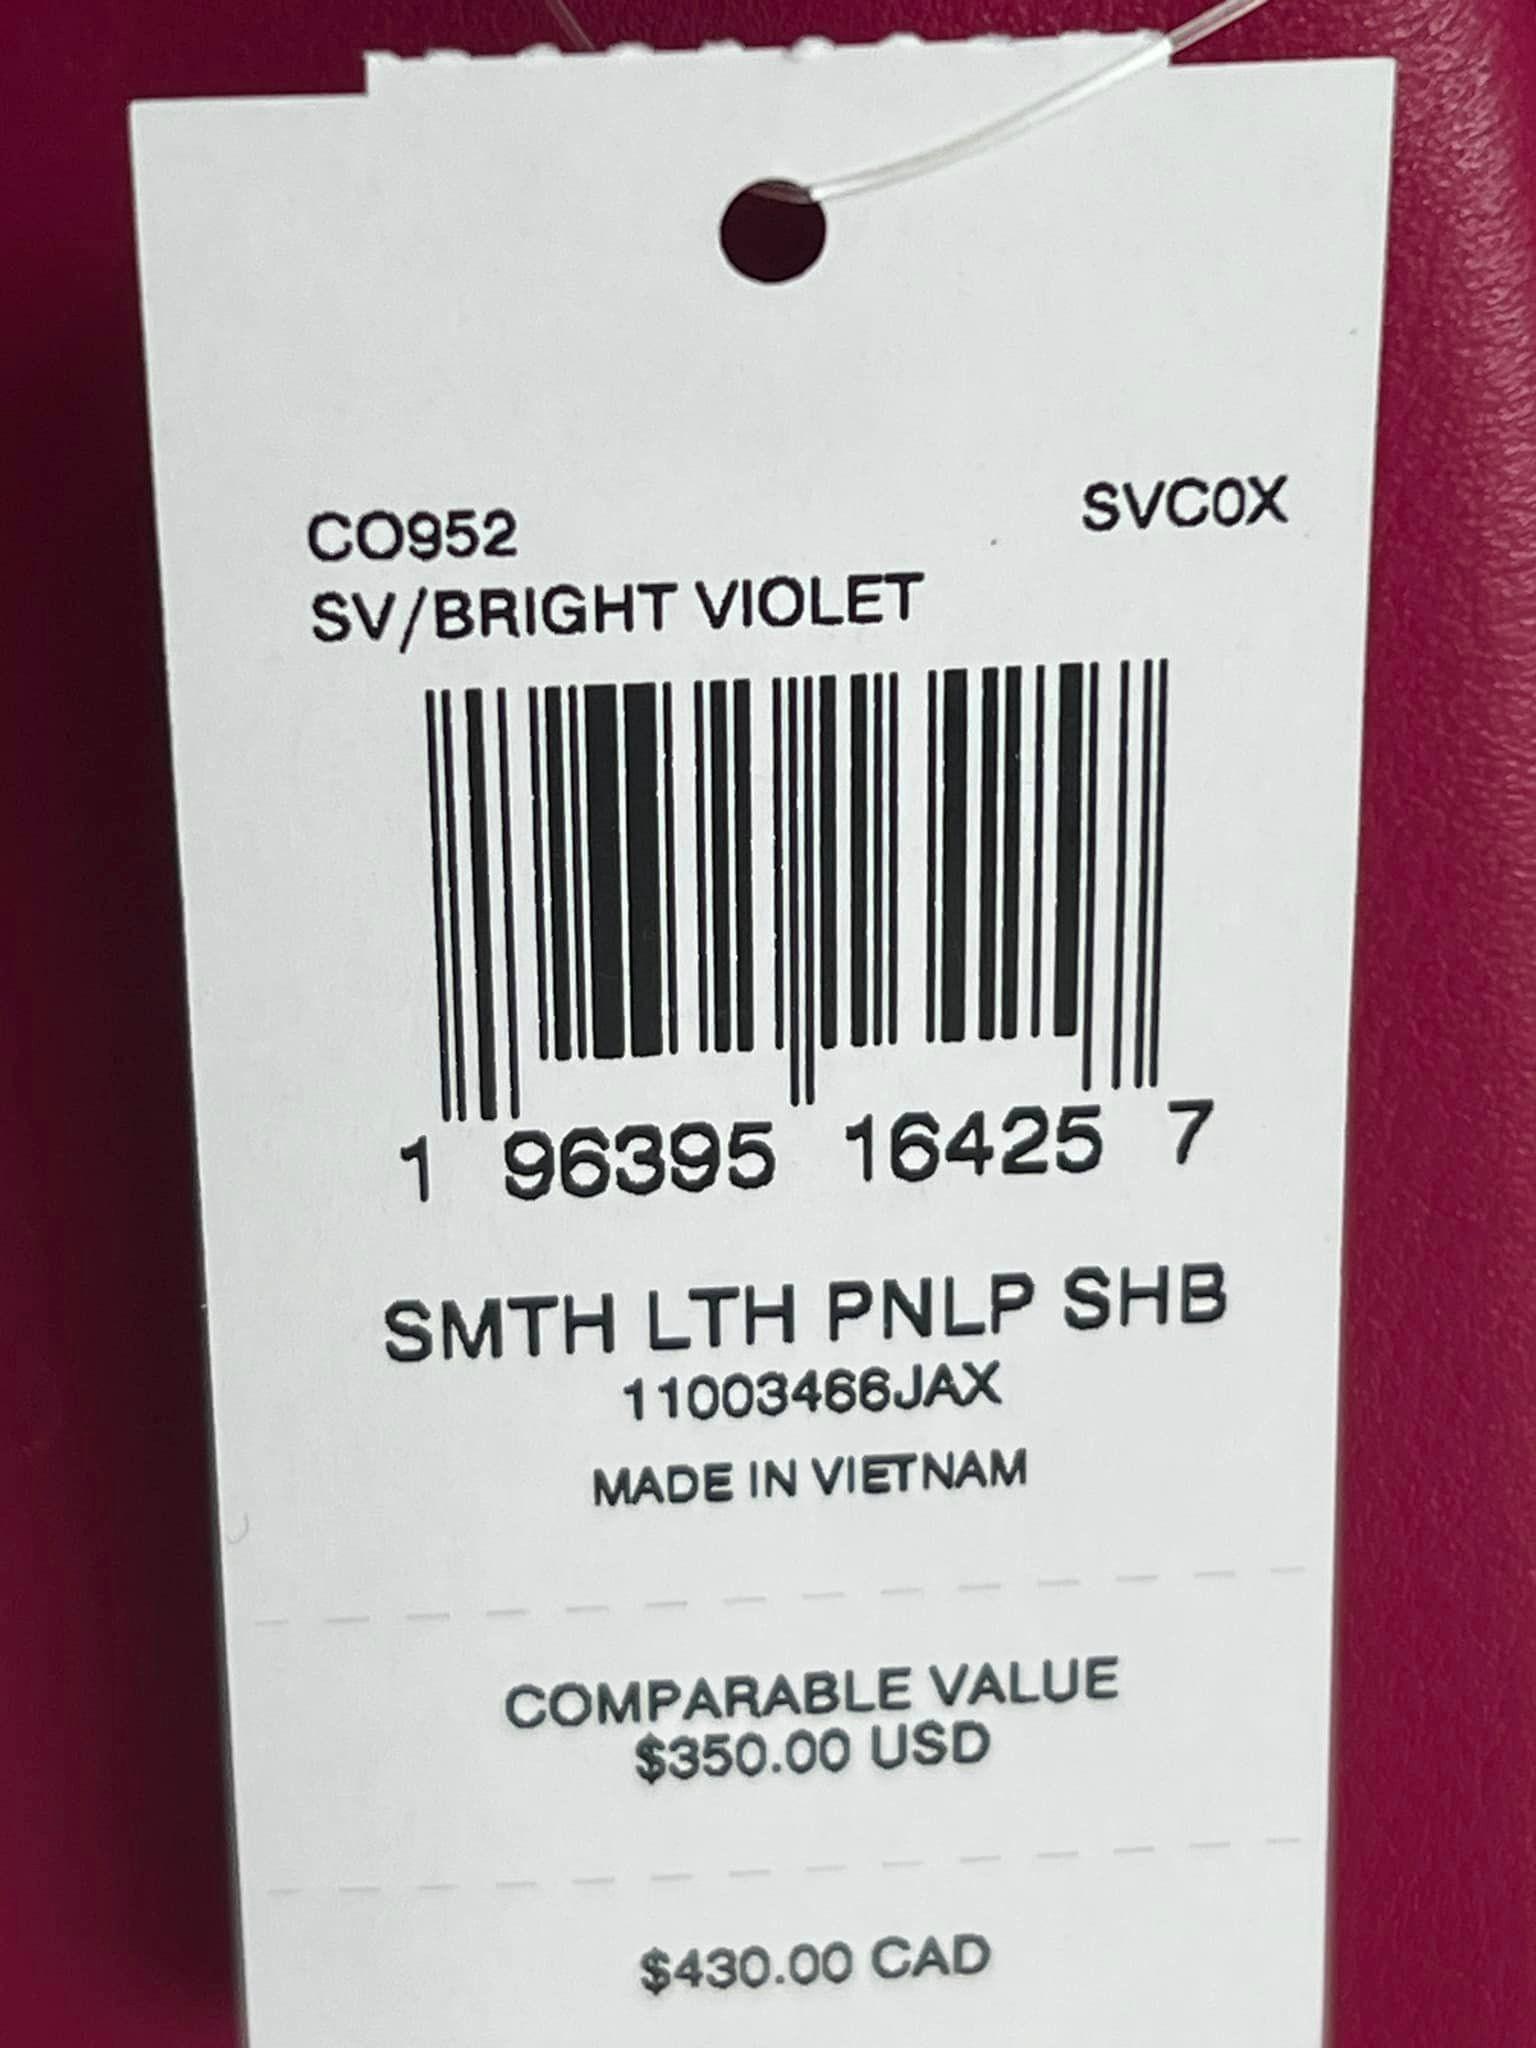 CO952
SVC0X
SV/BRIGHT VIOLET
1 96395 16425 7
SMTH LTH PNLP SHB
11003466JAX
MADE IN VIETNAM
COMPARABLE VALUE
$350.00 USD
$430.00 CAD